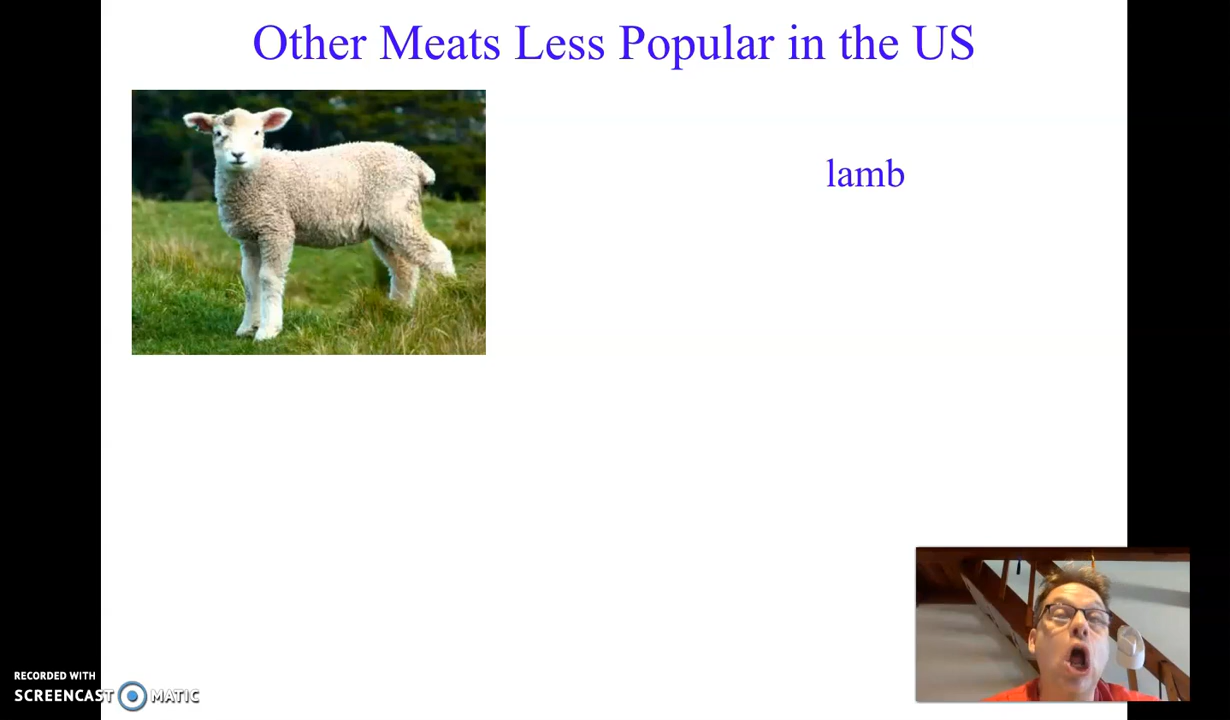 Other Meats Less Popular in the US
lamb
RECORDED WITH
SCREENCAST MATIC